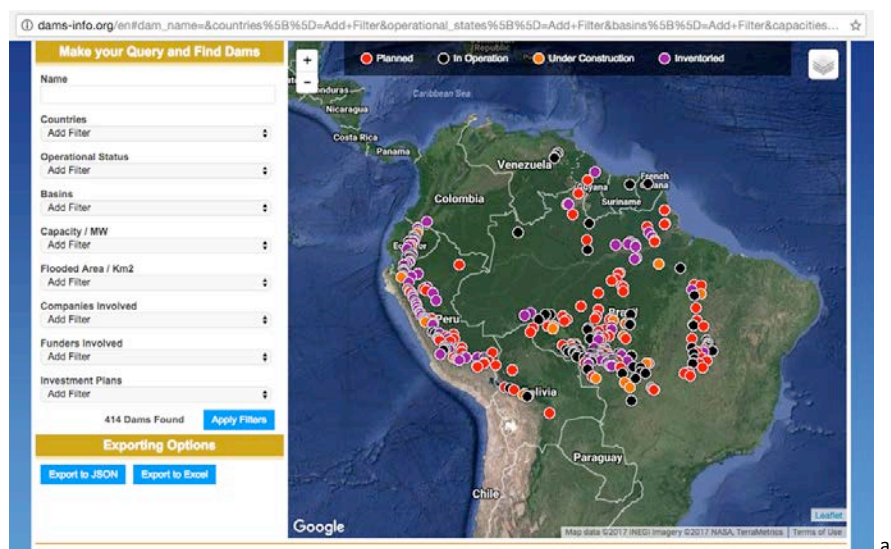 dams-info.org/en#dam_name=&countries%5B%5D=Add+Filter&operational_states%5B%5D=Add+Filter&basins%5B%5D=Add+Filter&capacities...
Make your Query and Find Dams
Name
Countries
Add Filter
Operational Status
Add Filter
Basins
Add Filter
Capacity / MW
Add Filter
Flooded Area / Km2
Add Filter
Companies Involved
Add Filter
Funders Involved
Add Filter
Investment Plans
Add Filter
414 Dams Found Apply Filters
Exporting Options
Export to JSON Export to Excel
+
-
Planned In Operation Under Construction Inventoried
Republic
Caribbean Sea
Honduras
Nicaragua
Costa Rica
Panama
Venezuela
Guyana
French
Guiana
Suriname
Colombia
Ecuador
Peru
Brazil
Bolivia
Paraguay
Chile
Leaflet
Google
Map data ©2017 INEGI Imagery ©2017 NASA, TerraMetrics Terms of Use
a